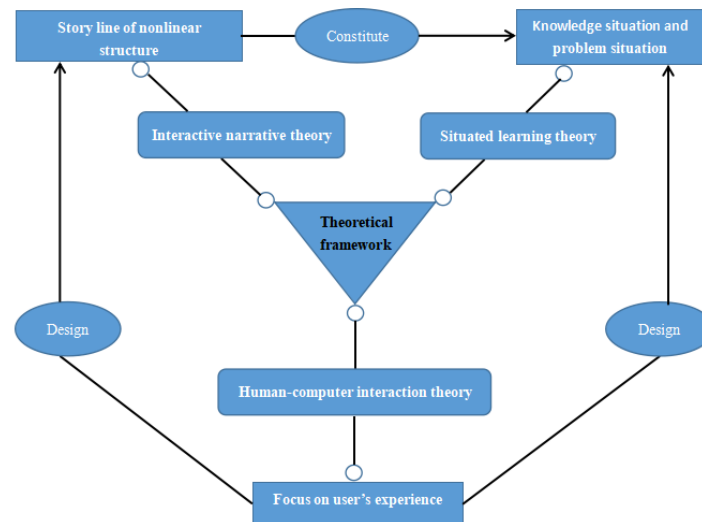 Story line of nonlinear
structure
Constitute
Knowledge situation and
problem situation
Interactive narrative theory
Situated learning theory
Theoretical
framework
Design
Design
Human-computer interaction theory
Focus on user's experience